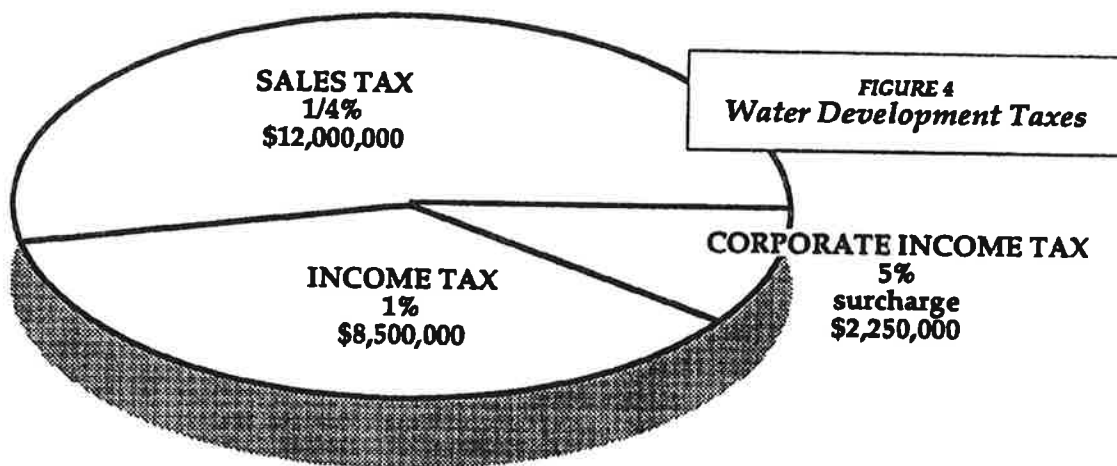 SALES TAX
1/4%
$12,000,000
FIGURE 4
Water Development Taxes
CORPORATE INCOME TAX
5%
surcharge
$2,250,000
INCOME TAX
1%
$8,500,000